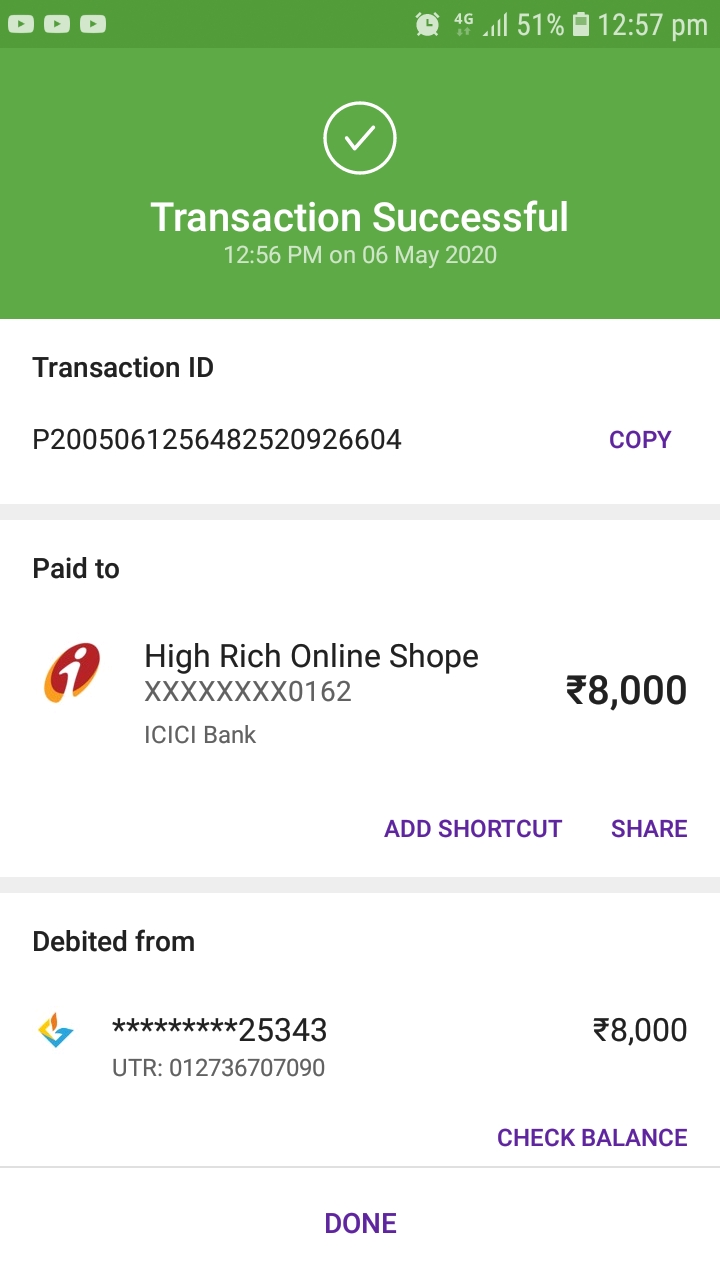 4G 51% 12:57 pm
Transaction Successful
12:56 PM on 06 May 2020
Transaction ID
P2005061256482520926604 COPY
Paid to
High Rich Online Shope
XXXXXXXX0162
₹8,000
ICICI Bank
ADD SHORTCUT SHARE
Debited from
*********25343 ₹8,000
UTR: 012736707090
CHECK BALANCE
DONE